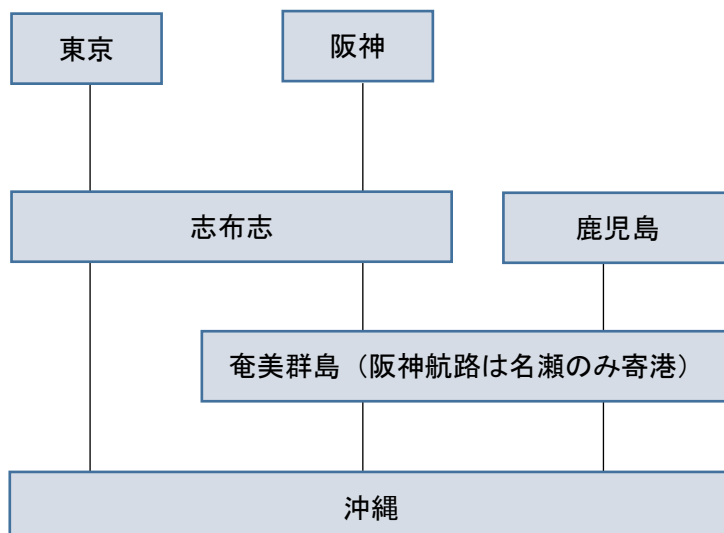 東京
阪神
志布志
鹿児島
奄美群島（阪神航路は名瀬のみ寄港）
沖縄